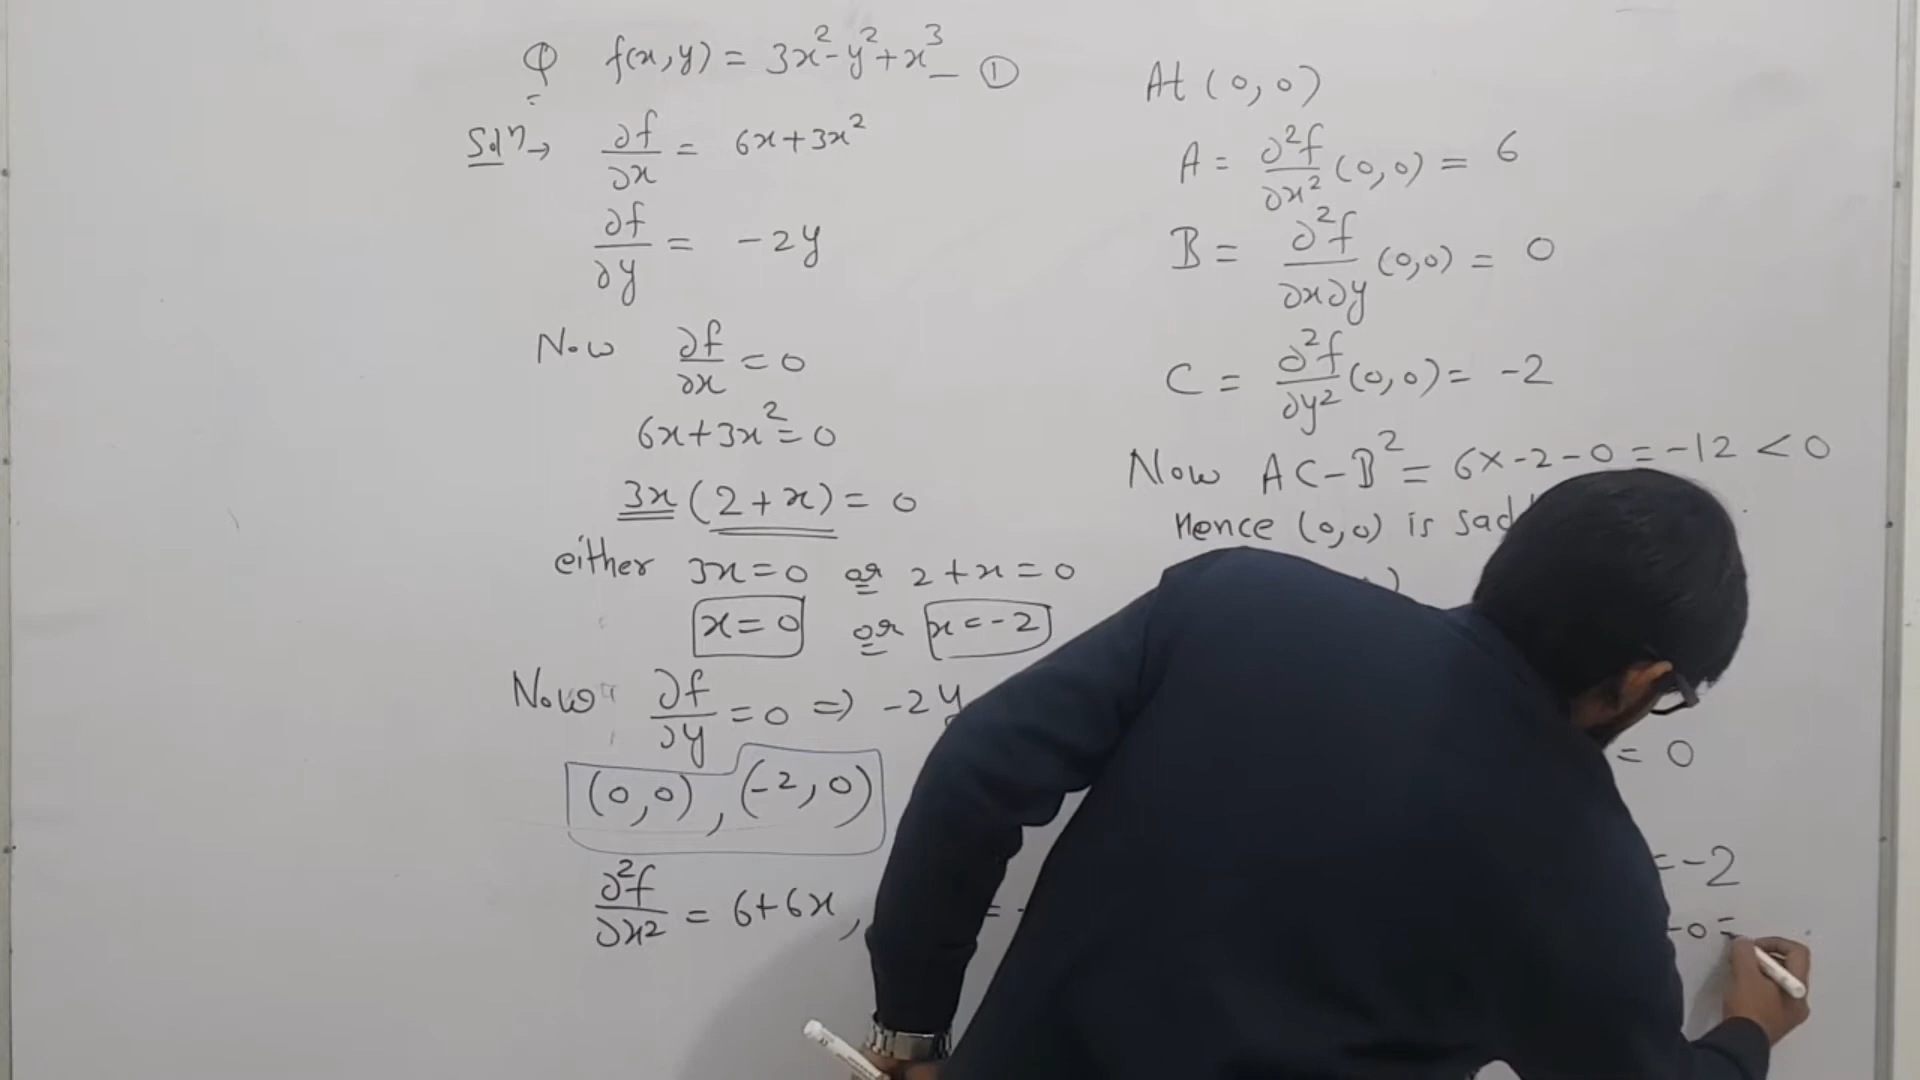 Q f(x,y) = 3x²-y²+x³ — ①
Solⁿ → ∂f/∂x = 6x+3x²
∂f/∂y = -2y
Now ∂f/∂x = 0
6x+3x²=0
3x (2+x) = 0
either 3x=0 or 2+x=0
x=0 or x=-2
Now ∂f/∂y = 0 ⇒ -2y
(0,0), (-2,0)
∂²f/∂x² = 6+6x,
= -
At (0,0)
A = ∂²f/∂x² (0,0) = 6
B = ∂²f/∂x∂y (0,0) = 0
C = ∂²f/∂y² (0,0) = -2
Now AC-B² = 6x-2-0 = -12 < 0
Hence (0,0) is
)
= 0
=-2
-0=